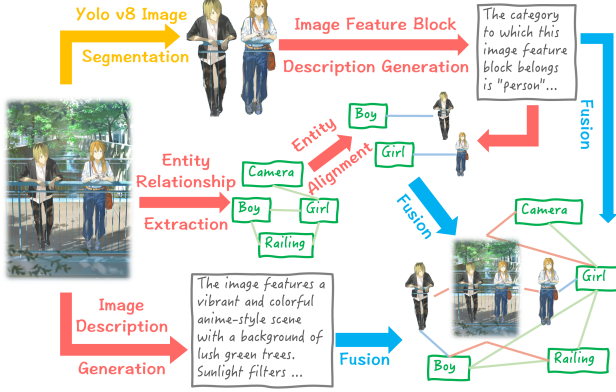 Yolo v8 Image
Segmentation
Image Feature Block
Description Generation
The category
to which this
image feature
block belongs
is "person"...
Fusion
Entity
Alignment
Boy
Girl
Entity
Relationship
Extraction
Camera
Boy
Girl
Railing
Fusion
Camera
Girl
Boy
Railing
Image
Description
Generation
The image features a
vibrant and colorful
anime-style scene
with a background of
lush green trees.
Sunlight filters ...
Fusion